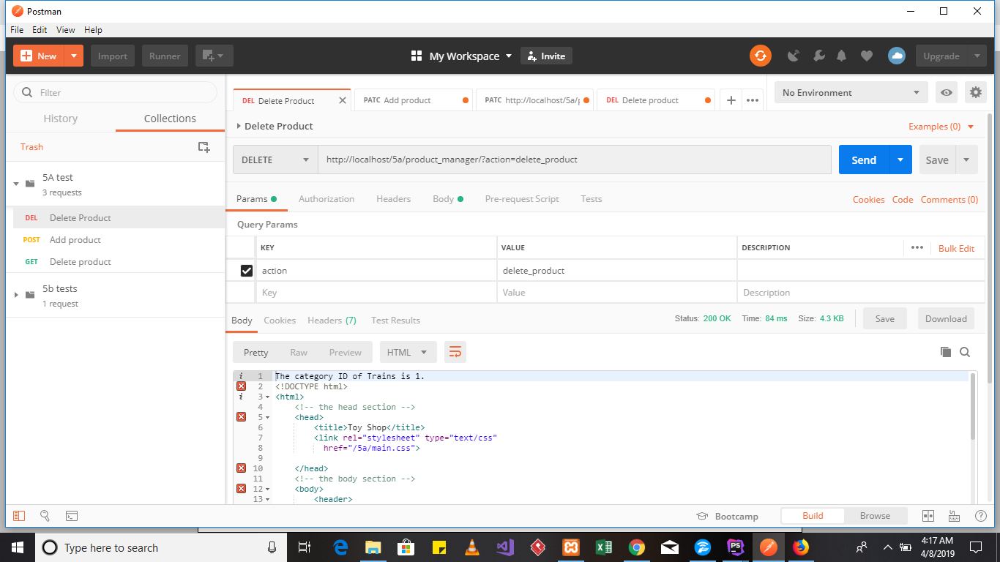 Postman
File Edit View Help
New Import Runner My Workspace Invite Upgrade
Filter
History Collections
Trash
5A test
3 requests
DEL Delete Product
POST Add product
GET Delete product
5b tests
1 request
DEL Delete Product PATC Add product PATC http://localhost/5a/p DEL Delete product No Environment
Delete Product Examples (0)
DELETE http://localhost/5a/product_manager/?action=delete_product Send Save
Params Authorization Headers Body Pre-request Script Tests Cookies Code Comments (0)
Query Params
KEY VALUE DESCRIPTION Bulk Edit
action delete_product
Key Value Description
Body Cookies Headers (7) Test Results Status: 200 OK Time: 84 ms Size: 4.3 KB Save Download
Pretty Raw Preview HTML
i 1 The category ID of Trains is 1.
2 <!DOCTYPE html>
i 3 <html>
4 <!-- the head section -->
5 <head>
6 <title>Toy Shop</title>
7 <link rel="stylesheet" type="text/css"
8 href="/5a/main.css">
9
10 </head>
11 <!-- the body section -->
12 <body>
13 <header>
Bootcamp Build Browse
Type here to search
PS
4:17 AM
4/8/2019